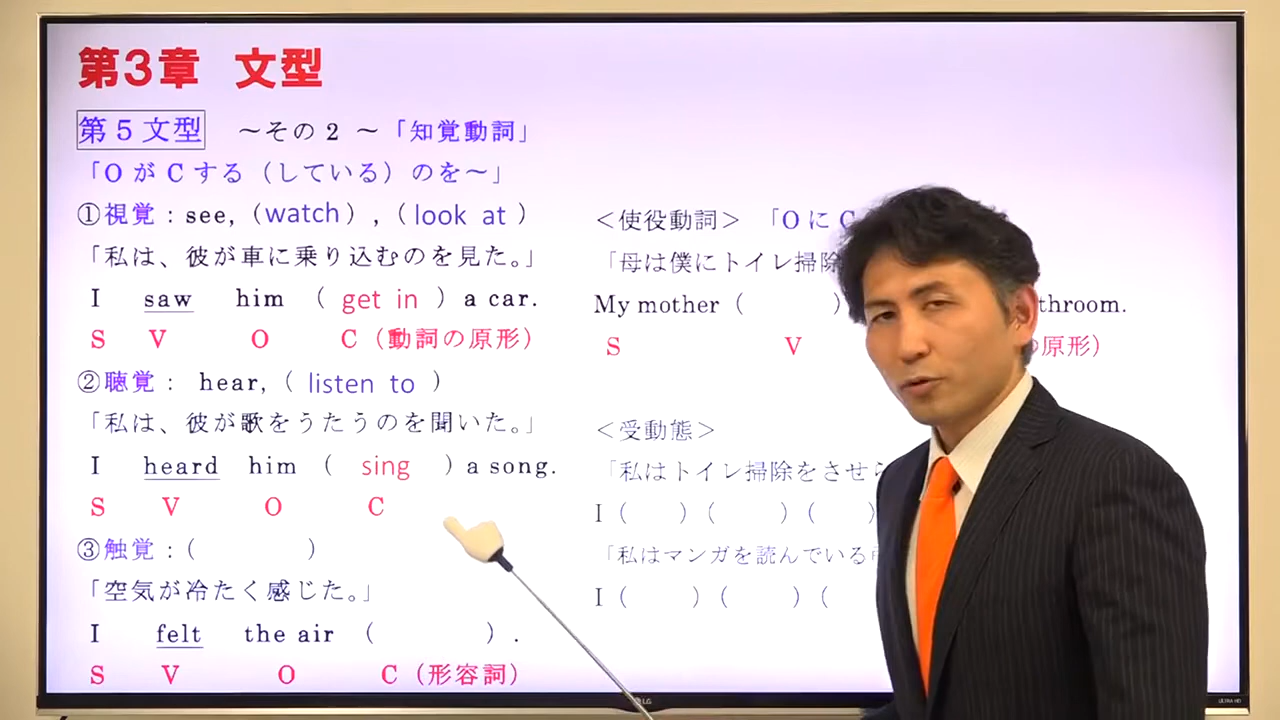 第3章 文型
第5文型 ～その2～「知覚動詞」
「OがCする（している）のを～」
①視覚：see,（watch）,（look at）
「私は、彼が車に乗り込むのを見た。」
I saw him ( get in ) a car.
S V O C（動詞の原形）
②聴覚： hear,（ listen to ）
「私は、彼が歌をうたうのを聞いた。」
I heard him ( sing ) a song.
S V O C
③触覚：（ ）
「空気が冷たく感じた。」
I felt the air ( ) .
S V O C（形容詞）
＜使役動詞＞ 「OにC
「母は僕にトイレ掃除
My mother ( ) throom.
S V 原形）
＜受動態＞
「私はトイレ掃除をさせら
I ( ) ( ) ( )
「私はマンガを読んでいる
I ( ) ( ) (
LG
ULTRA HD